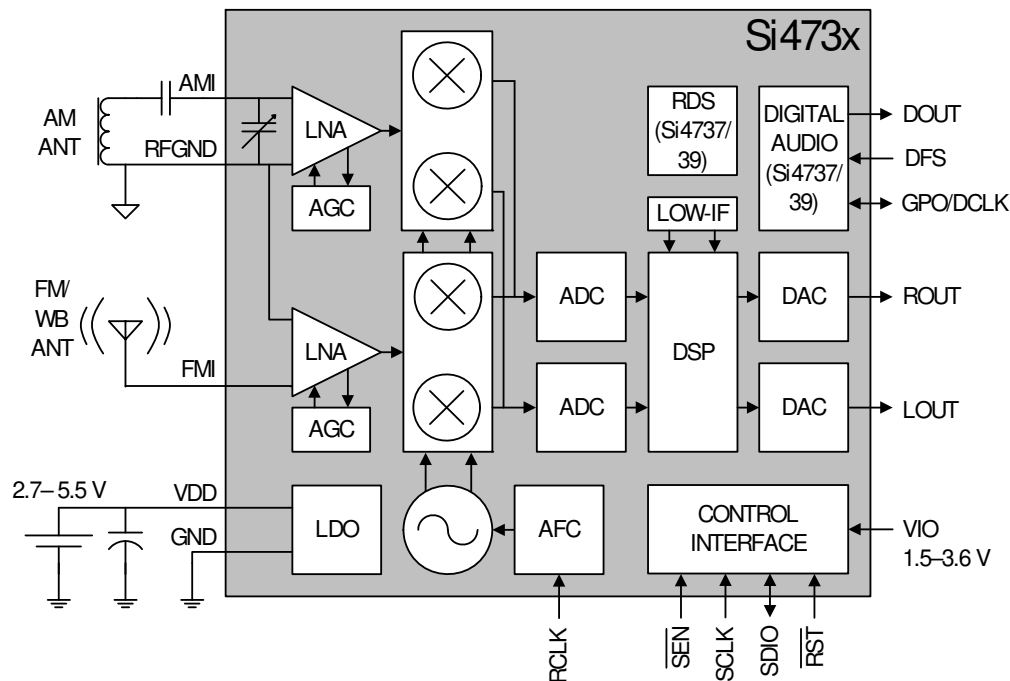 Si473x
AMI
AM
ANT
RFGND
LNA
AGC
RDS
(Si4737/
39)
DIGITAL
AUDIO
(Si4737/
39)
DOUT
DFS
GPO/DCLK
LOW-IF
FM/
WB
ANT
FMI
LNA
AGC
ADC
ADC
DSP
DAC
DAC
ROUT
LOUT
2.7–5.5 V
VDD
GND
LDO
AFC
CONTROL
INTERFACE
VIO
1.5–3.6 V
RCLK
SEN
SCLK
SDIO
RST